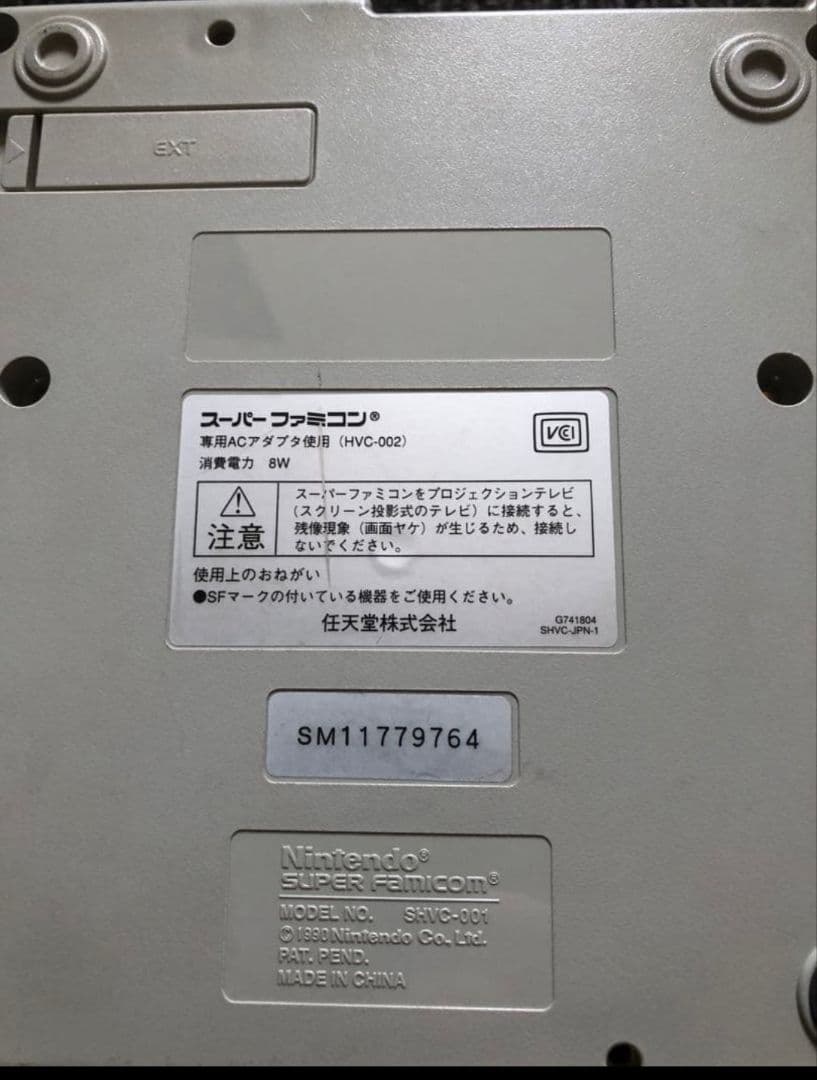 EXT
スーパーファミコン®
専用ACアダプタ使用（HVC-002）
消費電力 8W
VCI
注意
スーパーファミコンをプロジェクションテレビ
(スクリーン投影式のテレビ）に接続すると、
残像現象（画面ヤケ）が生じるため、接続し
ないでください。
使用上のおねがい
●SFマークの付いている機器をご使用ください。
任天堂株式会社
G741804
SHVC-JPN-1
SM11779764
Nintendo®
SUPER FAMICOM®
MODEL NO. SHVC-001
©1990 Nintendo Co., Ltd.
PAT. PEND.
MADE IN CHINA